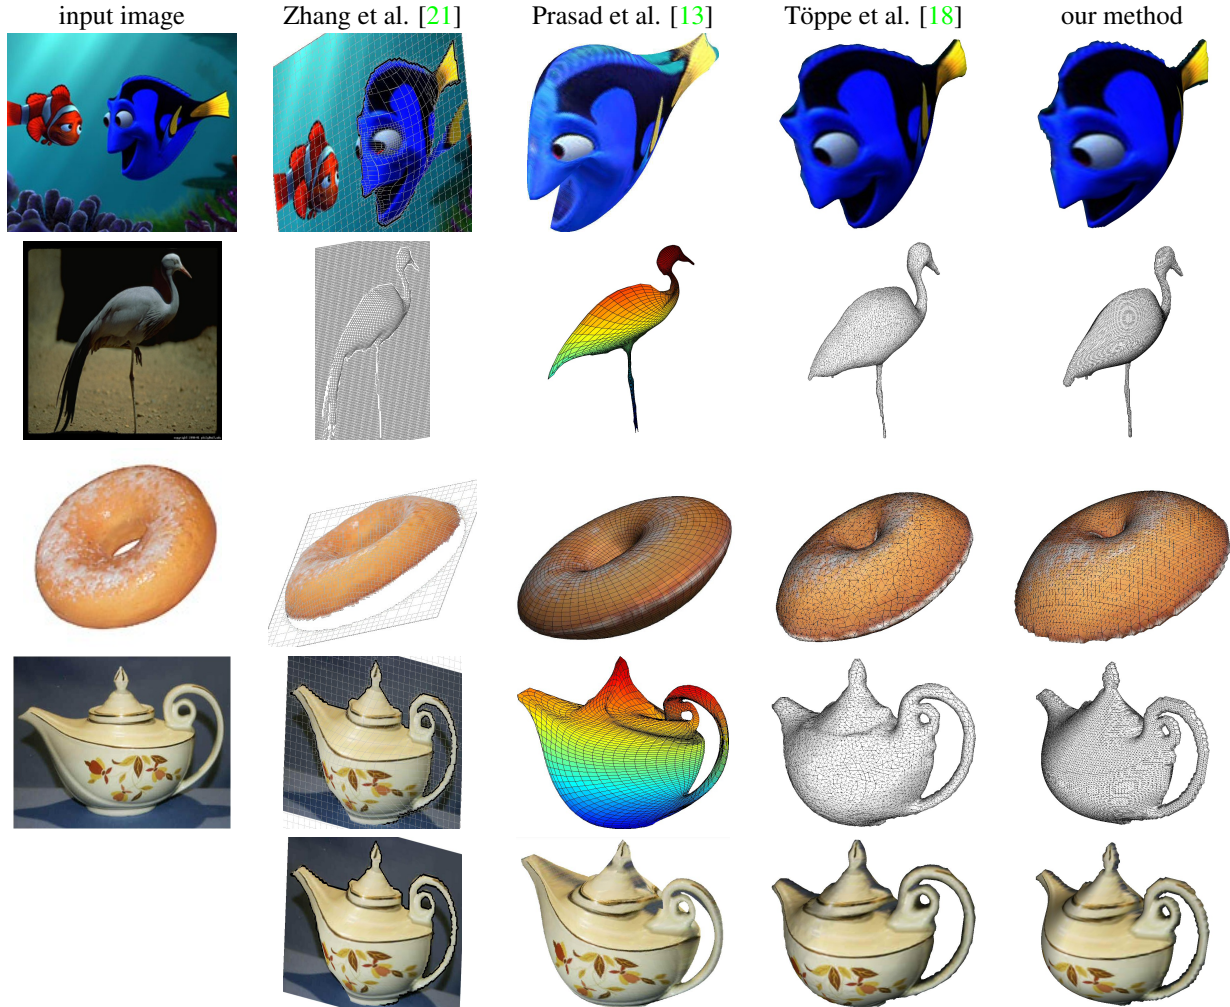 input image
Zhang et al. [21]
Prasad et al. [13]
Töppe et al. [18]
our method